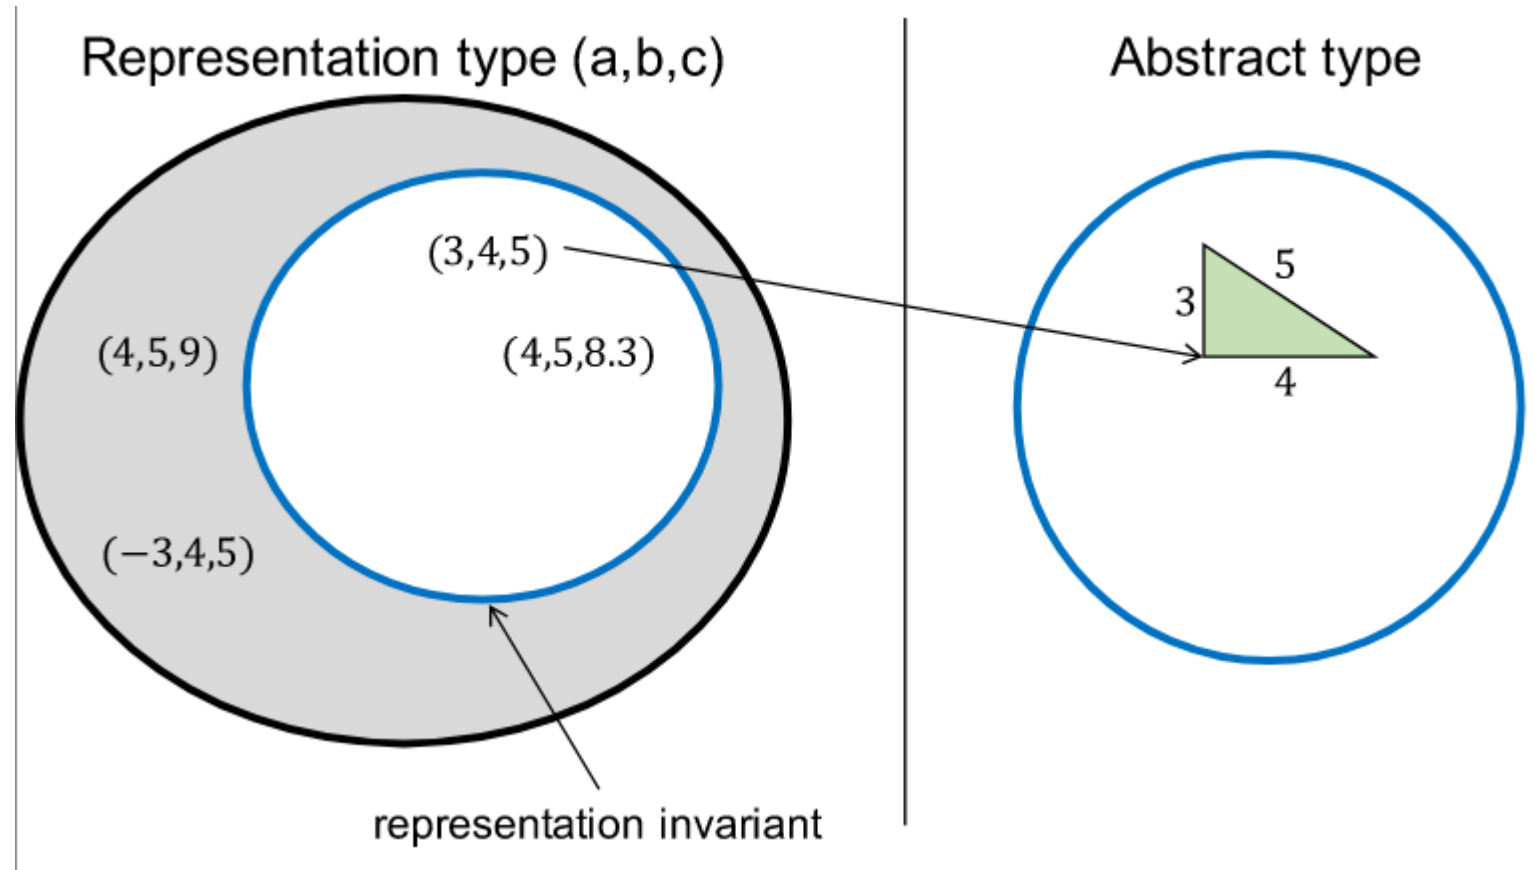 Representation type (a,b,c)
(3,4,5)
(4,5,9)
(4,5,8.3)
(−3,4,5)
representation invariant
Abstract type
5
3
4